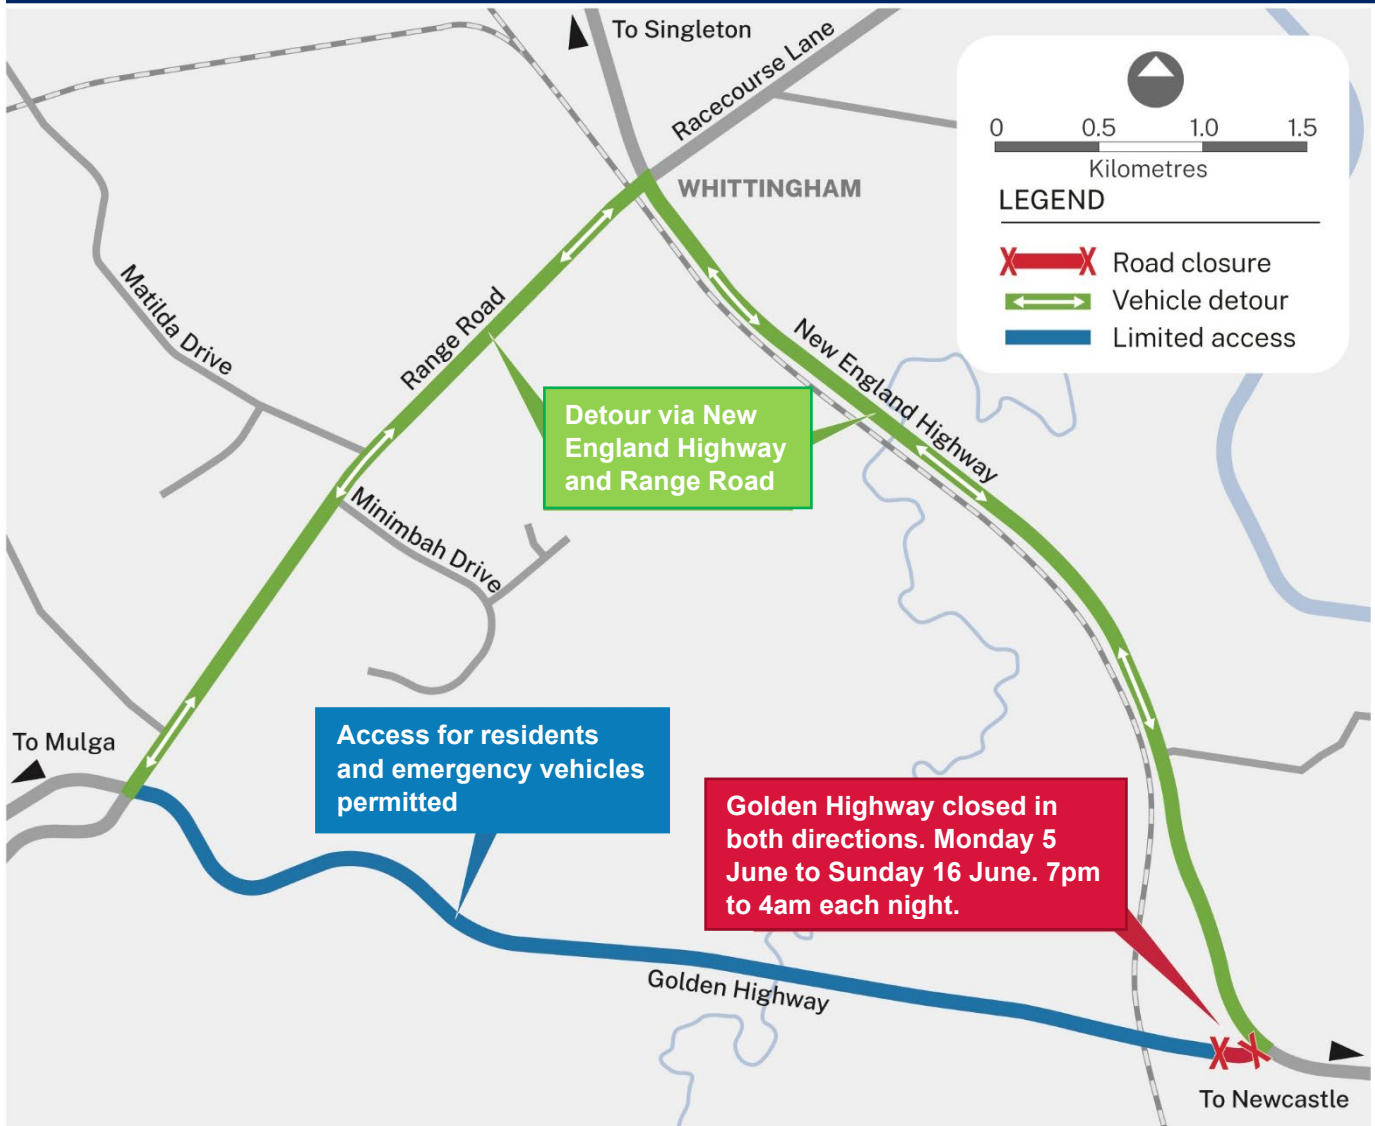 To Singleton
Racecourse Lane
WHITTINGHAM
0 0.5 1.0 1.5
Kilometres
LEGEND
Road closure
Vehicle detour
Limited access
Matilda Drive
Range Road
New England Highway
Detour via New
England Highway
and Range Road
Minimbah Drive
To Mulga
Access for residents
and emergency vehicles
permitted
Golden Highway closed in
both directions. Monday 5
June to Sunday 16 June. 7pm
to 4am each night.
Golden Highway
To Newcastle